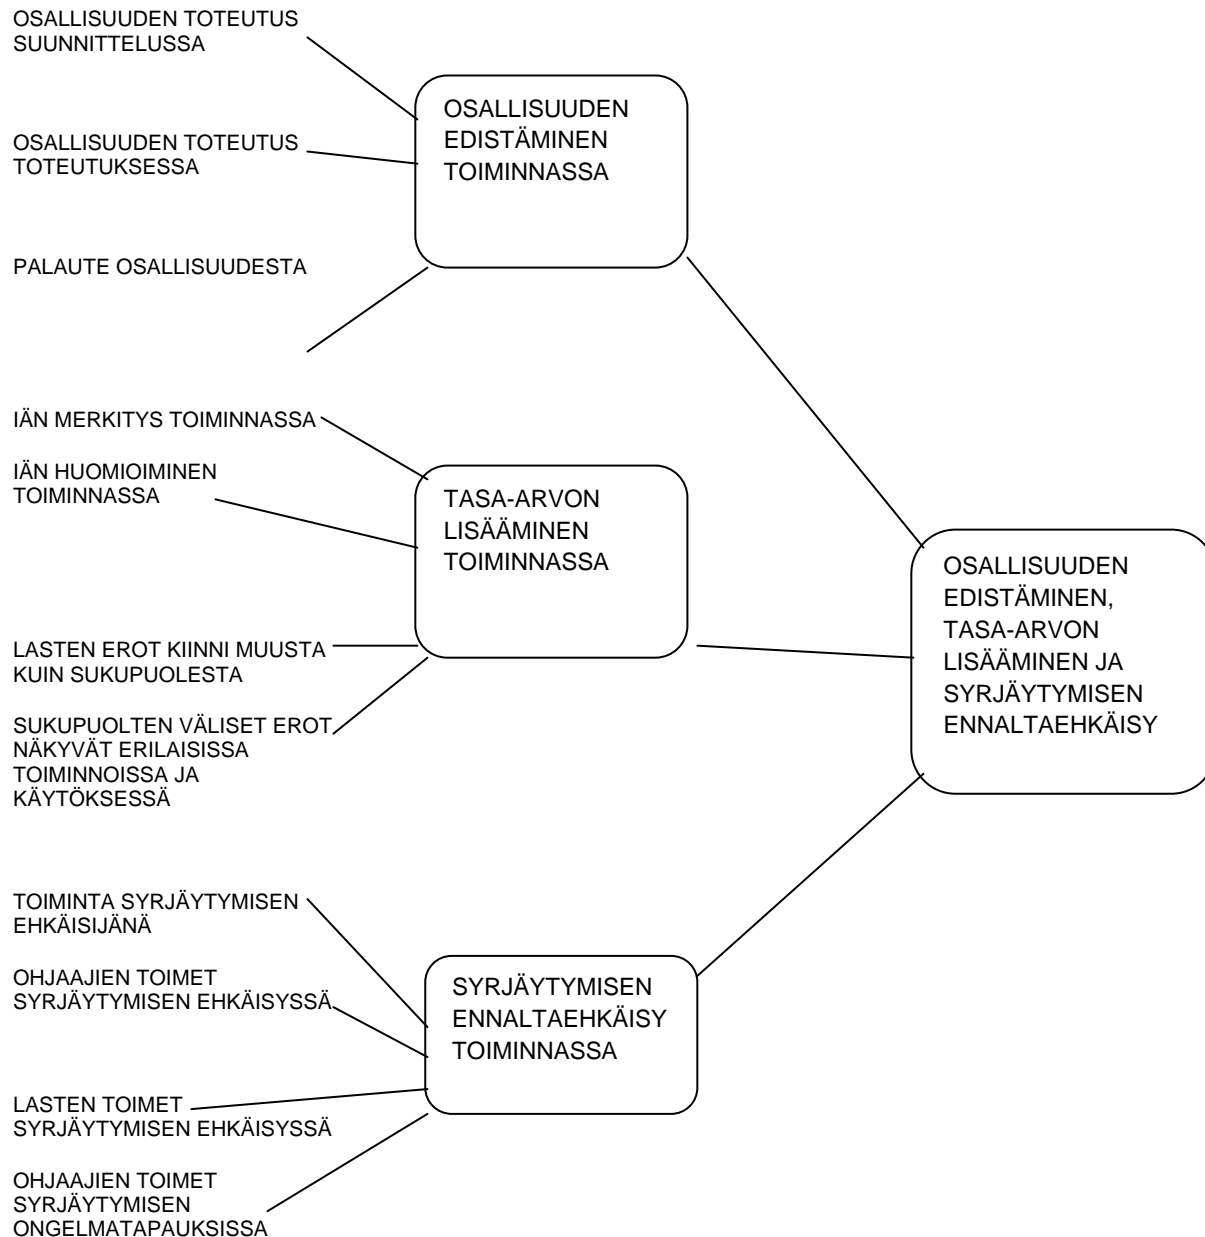 OSALLISUUDEN TOTEUTUS
SUUNNITTELUSSA
OSALLISUUDEN TOTEUTUS
TOTEUTUKSESSA
PALAUTE OSALLISUUDESTA
OSALLISUUDEN
EDISTÄMINEN
TOIMINNASSA
IÄN MERKITYS TOIMINNASSA
IÄN HUOMIOIMINEN
TOIMINNASSA
LASTEN EROT KIINNI MUUSTA
KUIN SUKUPUOLESTA
SUKUPUOLTEN VÄLISET EROT
NÄKYVÄT ERILAISISSA
TOIMINNOISSA JA
KÄYTÖKSESSÄ
TASA-ARVON
LISÄÄMINEN
TOIMINNASSA
TOIMINTA SYRJÄYTYMISEN
EHKÄISIJÄNÄ
OHJAAJIEN TOIMET
SYRJÄYTYMISEN EHKÄISYSSÄ
LASTEN TOIMET
SYRJÄYTYMISEN EHKÄISYSSÄ
OHJAAJIEN TOIMET
SYRJÄYTYMISEN
ONGELMATAPAUKSISSA
SYRJÄYTYMISEN
ENNALTAEHKÄISY
TOIMINNASSA
OSALLISUUDEN
EDISTÄMINEN,
TASA-ARVON
LISÄÄMINEN JA
SYRJÄYTYMISEN
ENNALTAEHKÄISY